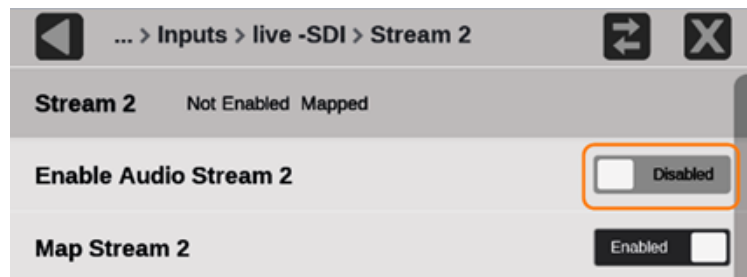 ... > Inputs > live -SDI > Stream 2
Stream 2 Not Enabled Mapped
Enable Audio Stream 2 Disabled
Map Stream 2 Enabled